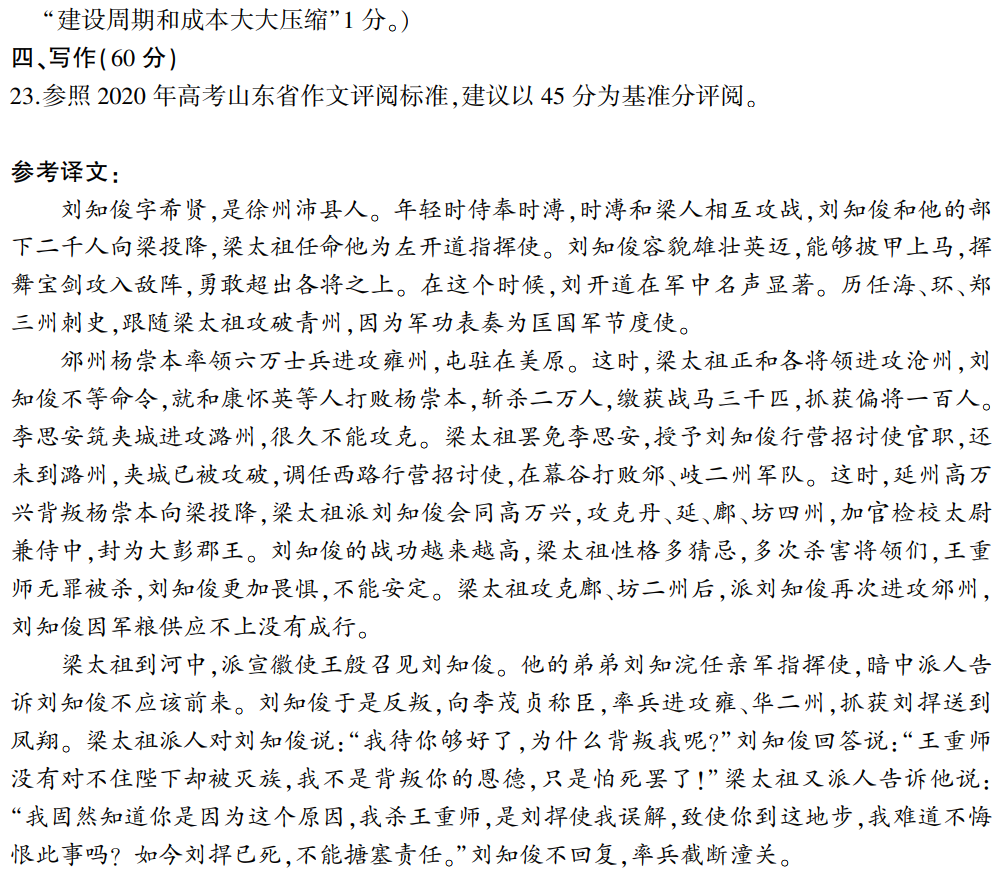 “建设周期和成本大大压缩”1 分。)
四、写作(60 分)
23.参照 2020 年高考山东省作文评阅标准,建议以 45 分为基准分评阅。
参考译文:
刘知俊字希贤,是徐州沛县人。年轻时侍奉时溥,时溥和梁人相互攻战,刘知俊和他的部
下二千人向梁投降,梁太祖任命他为左开道指挥使。刘知俊容貌雄壮英迈,能够披甲上马,挥
舞宝剑攻入敌阵,勇敢超出各将之上。在这个时候,刘开道在军中名声显著。历任海、环、郑
三州刺史,跟随梁太祖攻破青州,因为军功表奏为匡国军节度使。
邠州杨崇本率领六万士兵进攻雍州,屯驻在美原。这时,梁太祖正和各将领进攻沧州,刘
知俊不等命令,就和康怀英等人打败杨崇本,斩杀二万人,缴获战马三千匹,抓获偏将一百人。
李思安筑夹城进攻潞州,很久不能攻克。梁太祖罢免李思安,授予刘知俊行营招讨使官职,还
未到潞州,夹城已被攻破,调任西路行营招讨使,在幕谷打败邠、岐二州军队。这时,延州高万
兴背叛杨崇本向梁投降,梁太祖派刘知俊会同高万兴,攻克丹、延、鄜、坊四州,加官检校太尉
兼侍中,封为大彭郡王。刘知俊的战功越来越高,梁太祖性格多猜忌,多次杀害将领们,王重
师无罪被杀,刘知俊更加畏惧,不能安定。梁太祖攻克鄜、坊二州后,派刘知俊再次进攻邠州,
刘知俊因军粮供应不上没有成行。
梁太祖到河中,派宣徽使王殷召见刘知俊。他的弟弟刘知浣任亲军指挥使,暗中派人告
诉刘知俊不应该前来。刘知俊于是反叛,向李茂贞称臣,率兵进攻雍、华二州,抓获刘捍送到
凤翔。梁太祖派人对刘知俊说:“我待你够好了,为什么背叛我呢?”刘知俊回答说:“王重师
没有对不住陛下却被灭族,我不是背叛你的恩德,只是怕死罢了!”梁太祖又派人告诉他说:
“我固然知道你是因为这个原因,我杀王重师,是刘捍使我误解,致使你到这地步,我难道不悔
恨此事吗? 如今刘捍已死,不能搪塞责任。”刘知俊不回复,率兵截断潼关。